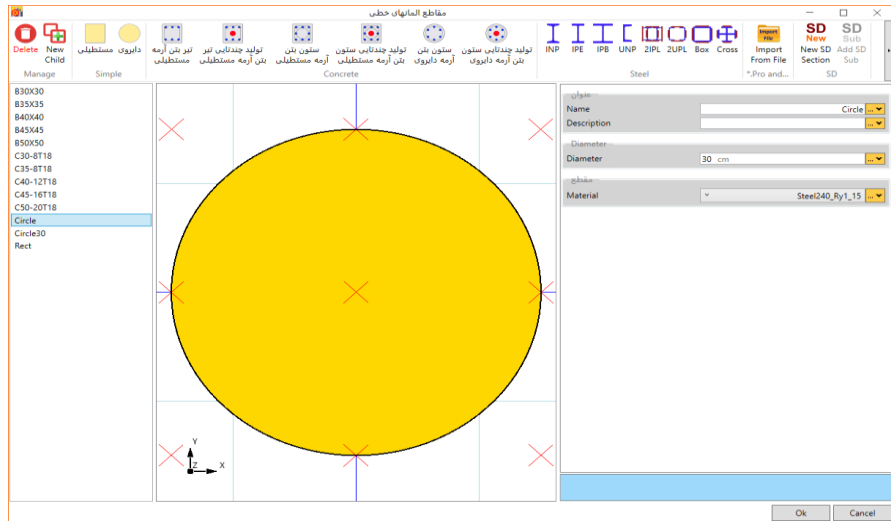 مقاطع المانهای خطی
Delete
New Child
Manage
مستطیلی
دایروی
Simple
تیر بتن آرمه
مستطیلی
تولید چندتایی تیر
بتن آرمه مستطیلی
ستون بتن
آرمه مستطیلی
تولید چندتایی ستون
بتن آرمه مستطیلی
ستون بتن
آرمه دایروی
تولید چندتایی ستون
بتن آرمه دایروی
Concrete
INP
IPE
IPB
UNP
2IPL
2UPL
Box
Cross
Steel
Import
File
Import
From File
*.Pro and...
SD
New
New SD
Section
SD
Sub
Add SD
Sub
SD
B30X30
B35X35
B40X40
B45X45
B50X50
C30-8T18
C35-8T18
C40-12T18
C45-16T18
C50-20T18
Circle
Circle30
Rect
Y
Z
X
عنوان
Name Circle ...
Description ...
Diameter
Diameter 30 cm ...
مقطع
Material Steel240_Ry1_15 ...
Ok Cancel